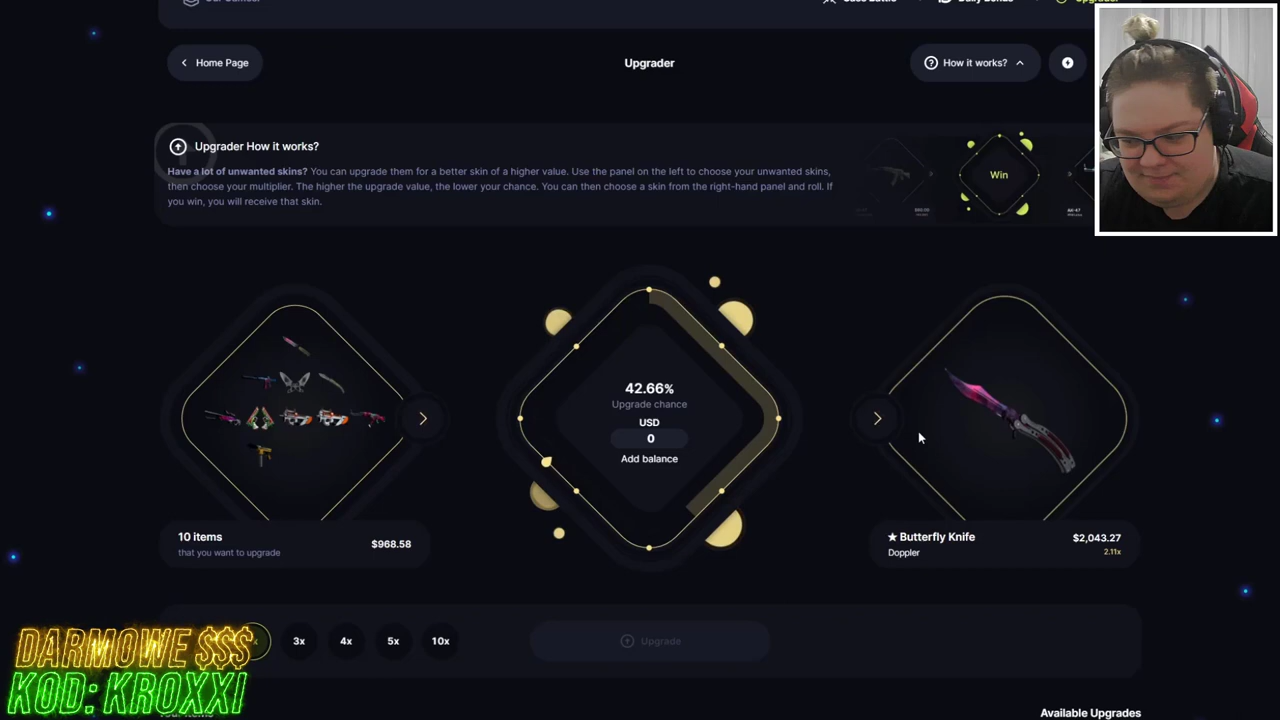 Home Page
Upgrader
How it works?
Upgrader How it works?
Have a lot of unwanted skins? You can upgrade them for a better skin of a higher value. Use the panel on the left to choose your unwanted skins,
then choose your multiplier. The higher the upgrade value, the lower your chance. You can then choose a skin from the right-hand panel and roll. If
you win, you will receive that skin.
Win
42.66%
Upgrade chance
USD
0
Add balance
10 items
that you want to upgrade
$968.58
★ Butterfly Knife
Doppler
$2,043.27
2.11x
3x
4x
5x
10x
Upgrade
DARMOWE $$$
KOD: KROXXI
Available Upgrades